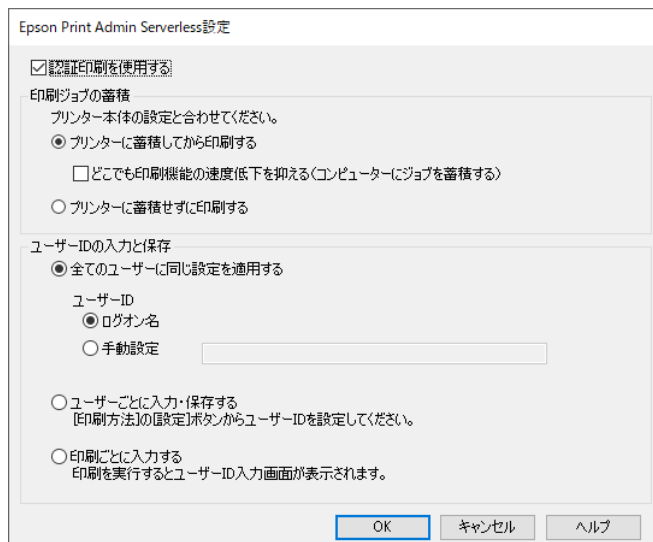 Epson Print Admin Serverless設定
認証印刷を使用する
印刷ジョブの蓄積
プリンター本体の設定と合わせてください。
プリンターに蓄積してから印刷する
どこでも印刷機能の速度低下を抑える(コンピューターにジョブを蓄積する)
プリンターに蓄積せずに印刷する
ユーザーIDの入力と保存
全てのユーザーに同じ設定を適用する
ユーザーID
ログオン名
手動設定
ユーザーごとに入力・保存する
[印刷方法]の[設定]ボタンからユーザーIDを設定してください。
印刷ごとに入力する
印刷を実行するとユーザーID入力画面が表示されます。
OK キャンセル ヘルプ